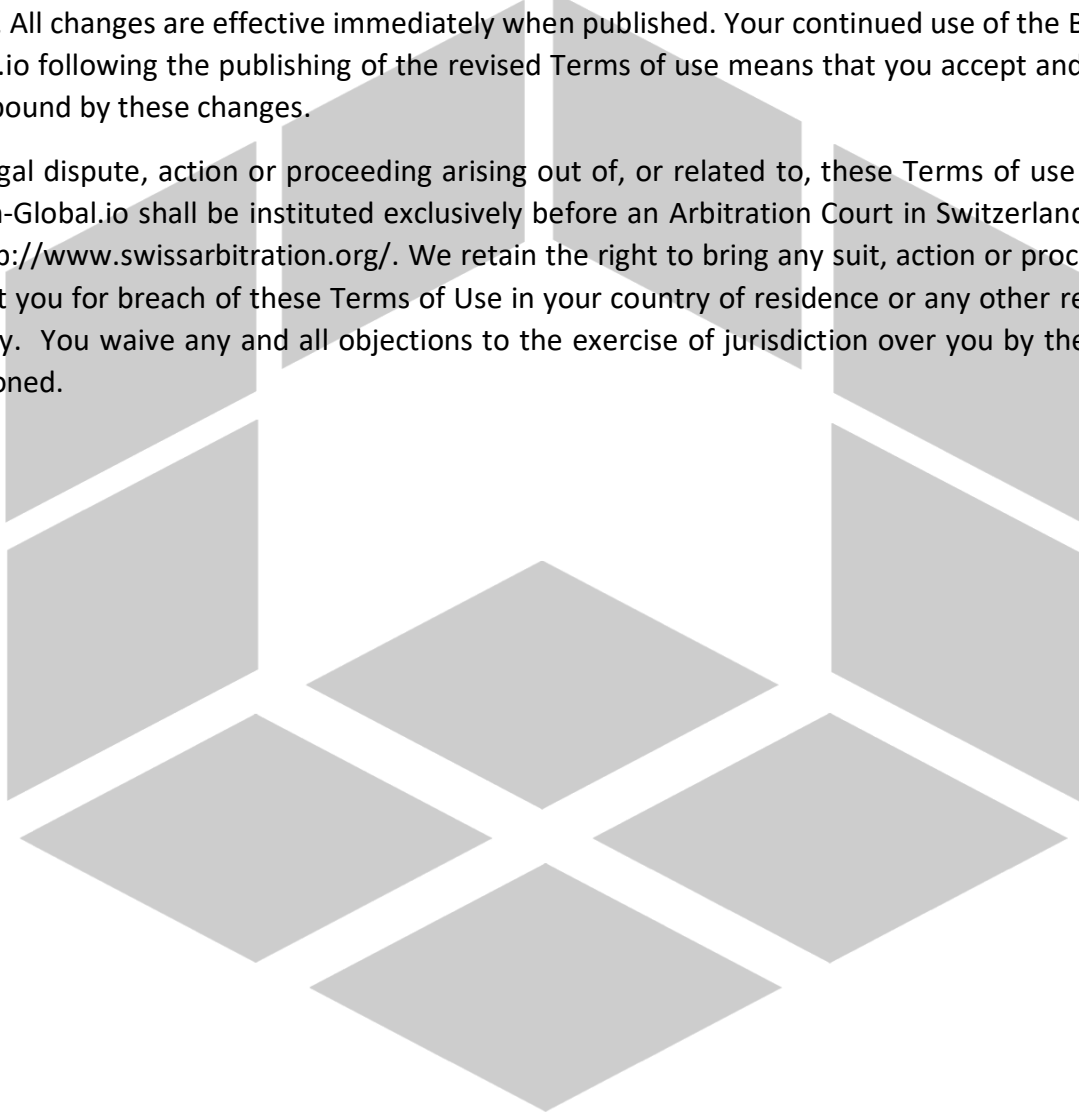 . All changes are effective immediately when published. Your continued use of the B
.io following the publishing of the revised Terms of use means that you accept and
bound by these changes.
gal dispute, action or proceeding arising out of, or related to, these Terms of use
-Global.io shall be instituted exclusively before an Arbitration Court in Switzerland
p://www.swissarbitration.org/. We retain the right to bring any suit, action or proc
t you for breach of these Terms of Use in your country of residence or any other re
y. You waive any and all objections to the exercise of jurisdiction over you by the
oned.